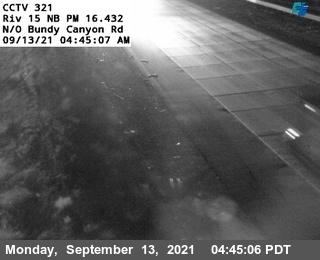 CCTV 321
Riv 15 NB PM 16.432
N/O Bundy Canyon Rd
09/13/21 04:45:07 AM
Monday, September 13, 2021 04:45:06 PDT